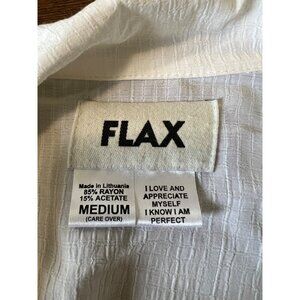 FLAX
Made in Lithuania
85% RAYON
15% ACETATE
MEDIUM
(CARE OVER)
I LOVE AND
APPRECIATE
MYSELF
I KNOW I AM
PERFECT